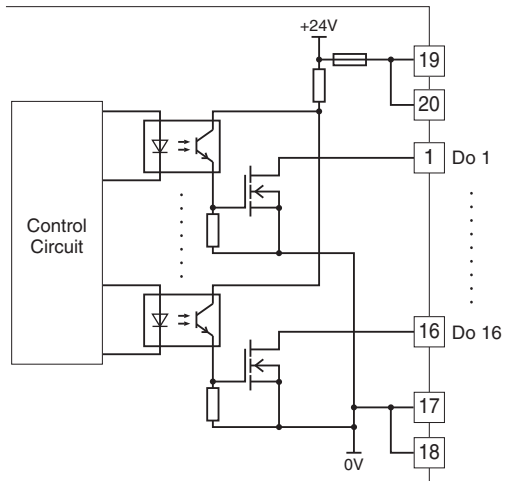 +24V
19
20
1 Do 1
Control
Circuit
16 Do 16
17
18
0V